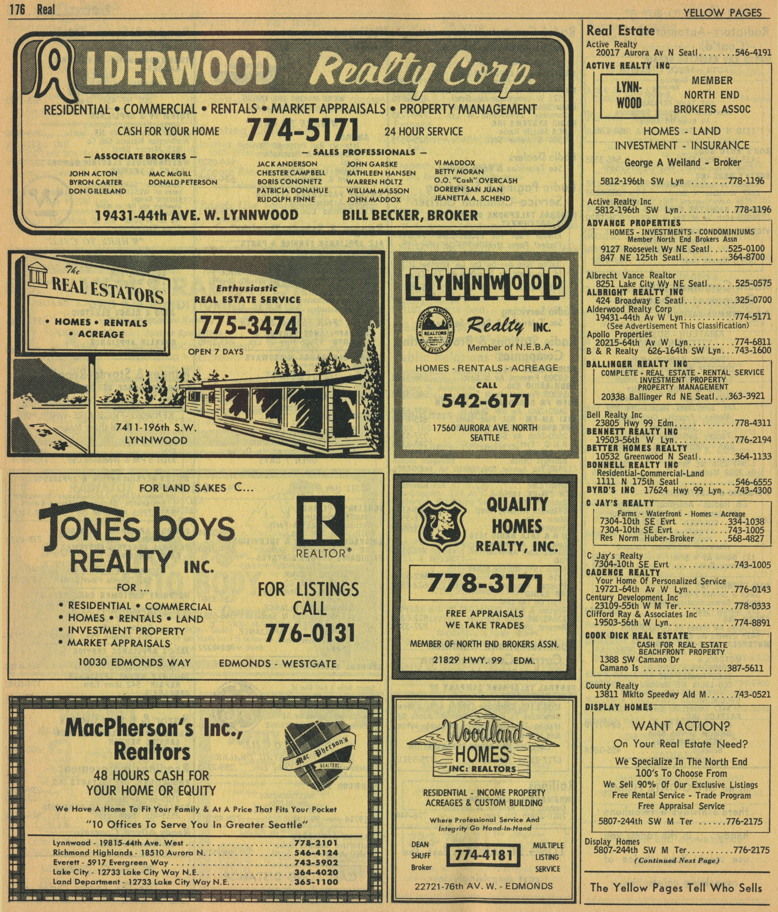 176 Real
YELLOW PAGES
ALDERWOOD Realty Corp.
RESIDENTIAL • COMMERCIAL • RENTALS • MARKET APPRAISALS • PROPERTY MANAGEMENT
CASH FOR YOUR HOME 774-5171 24 HOUR SERVICE
— ASSOCIATE BROKERS —
JOHN ACTON MAC McGILL
BYRON CARTER DONALD PETERSON
DON GILLELAND
— SALES PROFESSIONALS —
JACK ANDERSON JOHN GARSKE VI MADDOX
CHESTER CAMPBELL KATHLEEN HANSEN BETTY MORAN
BORIS CONONETZ WARREN HOLTZ O.O. "Cash" OVERCASH
PATRICIA DONAHUE WILLIAM MASSON DOREEN SAN JUAN
RUDOLPH FINNE JOHN MADDOX JEANETTA A. SCHEND
19431-44th AVE. W. LYNNWOOD BILL BECKER, BROKER
The
REAL ESTATORS
• HOMES • RENTALS
• ACREAGE
Enthusiastic
REAL ESTATE SERVICE
775-3474
OPEN 7 DAYS
7411-196th S.W.
LYNNWOOD
LYNNWOOD
REALTORS
Realty INC.
Member of N.E.B.A.
HOMES - RENTALS - ACREAGE
CALL
542-6171
17560 AURORA AVE. NORTH
SEATTLE
FOR LAND SAKES C...
JONES boys
REALTY INC.
R
REALTOR®
FOR ...
• RESIDENTIAL • COMMERCIAL
• HOMES • RENTALS • LAND
• INVESTMENT PROPERTY
• MARKET APPRAISALS
FOR LISTINGS
CALL
776-0131
10030 EDMONDS WAY EDMONDS - WESTGATE
QUALITY
HOMES
REALTY, INC.
778-3171
FREE APPRAISALS
WE TAKE TRADES
MEMBER OF NORTH END BROKERS ASSN.
21829 HWY. 99 EDM.
MacPherson's Inc.,
Realtors
Mac Pherson's
REALTORS
48 HOURS CASH FOR
YOUR HOME OR EQUITY
We Have A Home To Fit Your Family & At A Price That Fits Your Pocket
"10 Offices To Serve You In Greater Seattle"
Lynnwood - 19815-44th Ave. West ........ 778-2101
Richmond Highlands - 18510 Aurora N. ........ 546-4124
Everett - 5917 Evergreen Way ........ 743-5902
Lake City - 12733 Lake City Way N.E. ........ 364-4020
Land Department - 12733 Lake City Way N.E. ........ 365-1100
Woodland
HOMES
INC: REALTORS
RESIDENTIAL - INCOME PROPERTY
ACREAGES & CUSTOM BUILDING
Where Professional Service And
Integrity Go Hand-In-Hand
DEAN
SHUFF
Broker
774-4181
MULTIPLE
LISTING
SERVICE
22721-76th AV. W. - EDMONDS
Real Estate
Active Realty
20017 Aurora Av N Seatl.....546-4191
ACTIVE REALTY INC
LYNN-
WOOD
MEMBER
NORTH END
BROKERS ASSOC
HOMES - LAND
INVESTMENT - INSURANCE
George A Weiland - Broker
5812-196th SW Lyn .......778-1196
Active Realty Inc
5812-196th SW Lyn...........778-1196
ADVANCE PROPERTIES
HOMES - INVESTMENTS - CONDOMINIUMS
Member North End Brokers Assn
9127 Roosevelt Wy NE Seatl....525-0100
847 NE 125th Seatl...........364-8700
Albrecht Vance Realtor
8251 Lake City Wy NE Seatl.....525-0575
ALBRIGHT REALTY INC
424 Broadway E Seatl.........325-0700
Alderwood Realty Corp
19431-44th Av W Lyn.........774-5171
(See Advertisement This Classification)
Apollo Properties
20215-64th Av W Lyn.........774-6811
B & R Realty 626-164th SW Lyn...743-1600
BALLINGER REALTY INC
COMPLETE - REAL ESTATE - RENTAL SERVICE
INVESTMENT PROPERTY
PROPERTY MANAGEMENT
20338 Ballinger Rd NE Seatl...363-3921
Bell Realty Inc
23805 Hwy 99 Edm............778-4311
BENNETT REALTY INC
19503-56th W Lyn............776-2194
BETTER HOMES REALTY
10532 Greenwood N Seatl.......364-1133
BONNELL REALTY INC
Residential-Commercial-Land
1111 N 175th Seatl...........546-6555
BYRD'S INC 17624 Hwy 99 Lyn...743-4300
C JAY'S REALTY
Farms - Waterfront - Homes - Acreage
7304-10th SE Evrt ...........334-1038
7304-10th SE Evrt ...........743-1005
Res Norm Huber-Broker .......568-4827
C Jay's Realty
7304-10th SE Evrt ............743-1005
CADENCE REALTY
Your Home Of Personalized Service
19721-64th Av W Lyn.........776-0143
Century Development Inc
23109-55th W M Ter.........778-0333
Clifford Ray & Associates Inc
19503-56th W Lyn............774-8891
COOK DICK REAL ESTATE
CASH FOR REAL ESTATE
BEACHFRONT PROPERTY
1388 SW Camano Dr
Camano Is ................387-5611
County Realty
13811 Mklto Speedwy Ald M......743-0521
DISPLAY HOMES
WANT ACTION?
On Your Real Estate Need?
We Specialize In The North End
100's To Choose From
We Sell 90% Of Our Exclusive Listings
Free Rental Service - Trade Program
Free Appraisal Service
5807-244th SW M Ter .......776-2175
Display Homes
5807-244th SW M Ter.........776-2175
(Continued Next Page)
The Yellow Pages Tell Who Sells